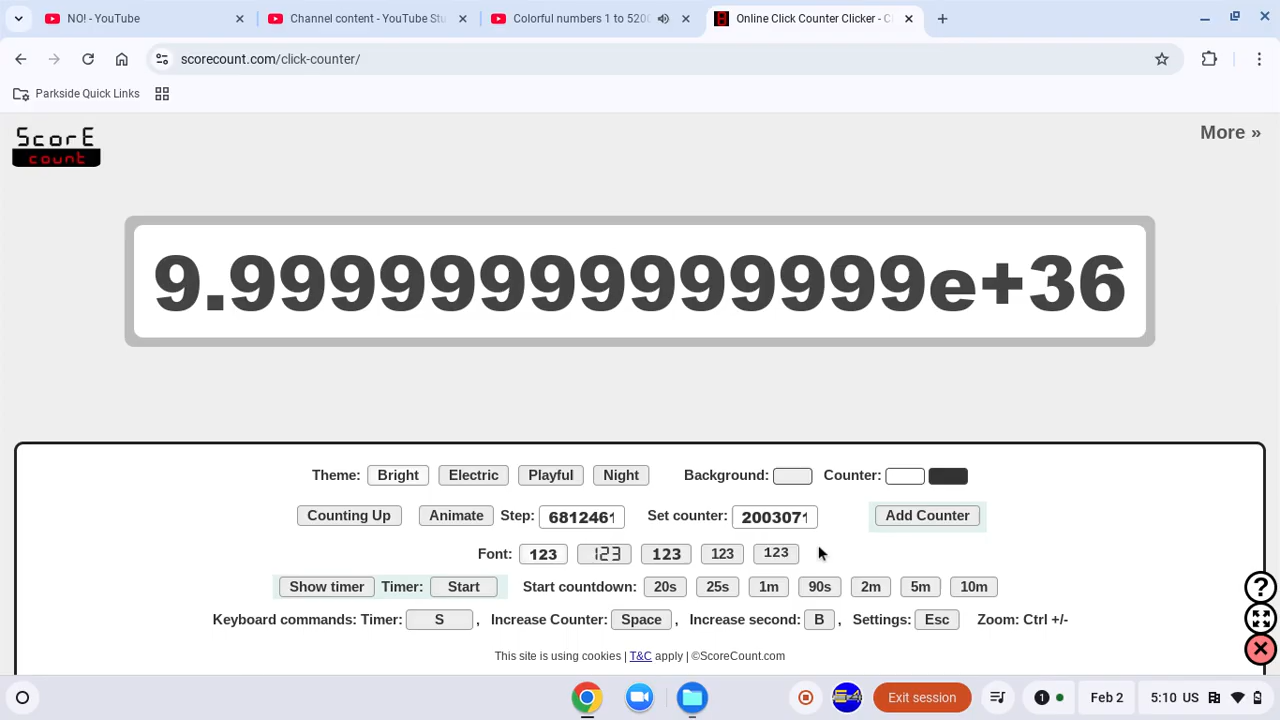 NO! - YouTube
Channel content - YouTube Stu
Colorful numbers 1 to 5200
Online Click Counter Clicker - C
scorecount.com/click-counter/
Parkside Quick Links
ScorE
count
More »
9.999999999999999e+36
Theme: Bright Electric Playful Night Background: Counter:
Counting Up Animate Step: 6812461 Set counter: 2003071 Add Counter
Font: 123 123 123 123 123
Show timer Timer: Start Start countdown: 20s 25s 1m 90s 2m 5m 10m
Keyboard commands: Timer: S , Increase Counter: Space , Increase second: B , Settings: Esc Zoom: Ctrl +/-
This site is using cookies | T&C apply | ©ScoreCount.com
Exit session 1 Feb 2 5:10 US